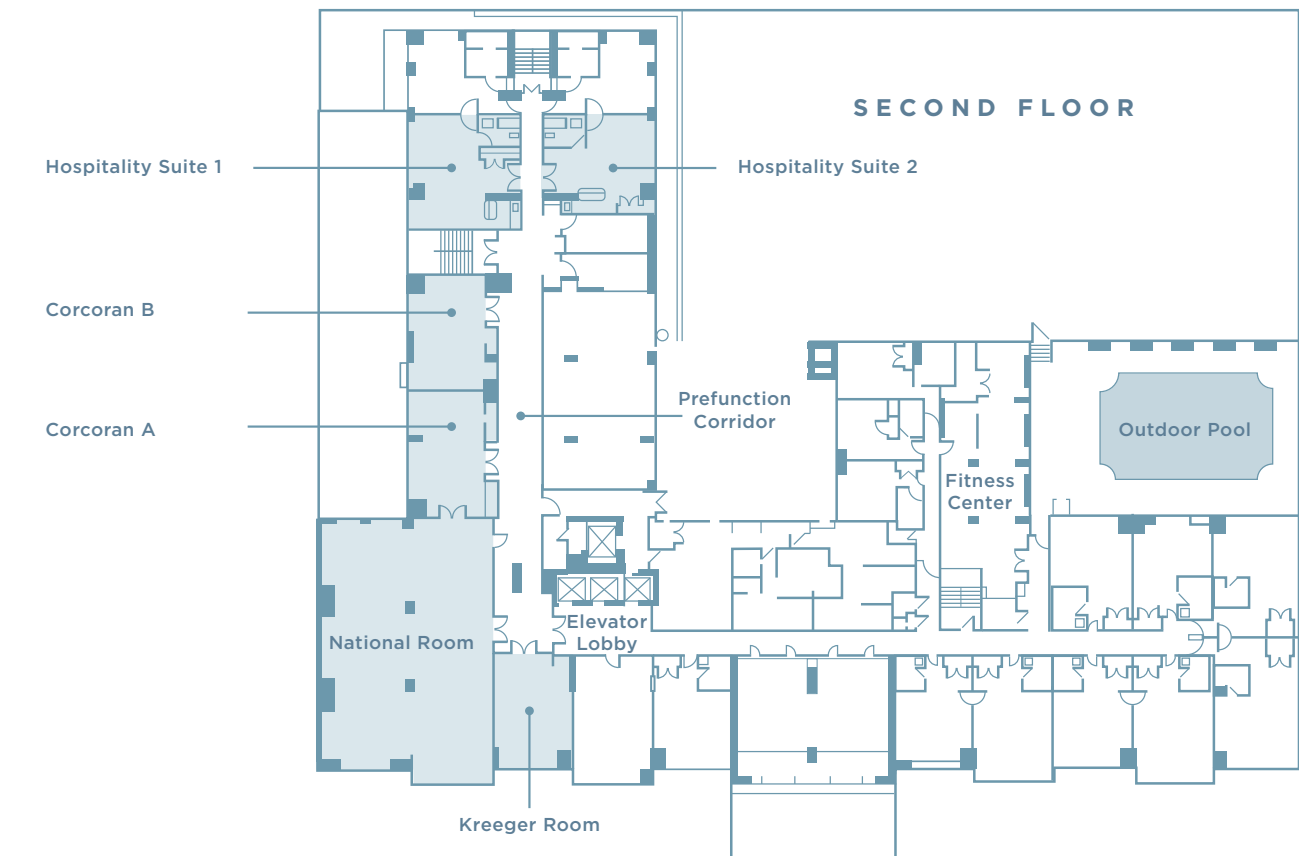 SECOND FLOOR
Hospitality Suite 1
Hospitality Suite 2
Corcoran B
Prefunction
Corridor
Corcoran A
Outdoor Pool
Fitness
Center
Elevator
Lobby
National Room
Kreeger Room